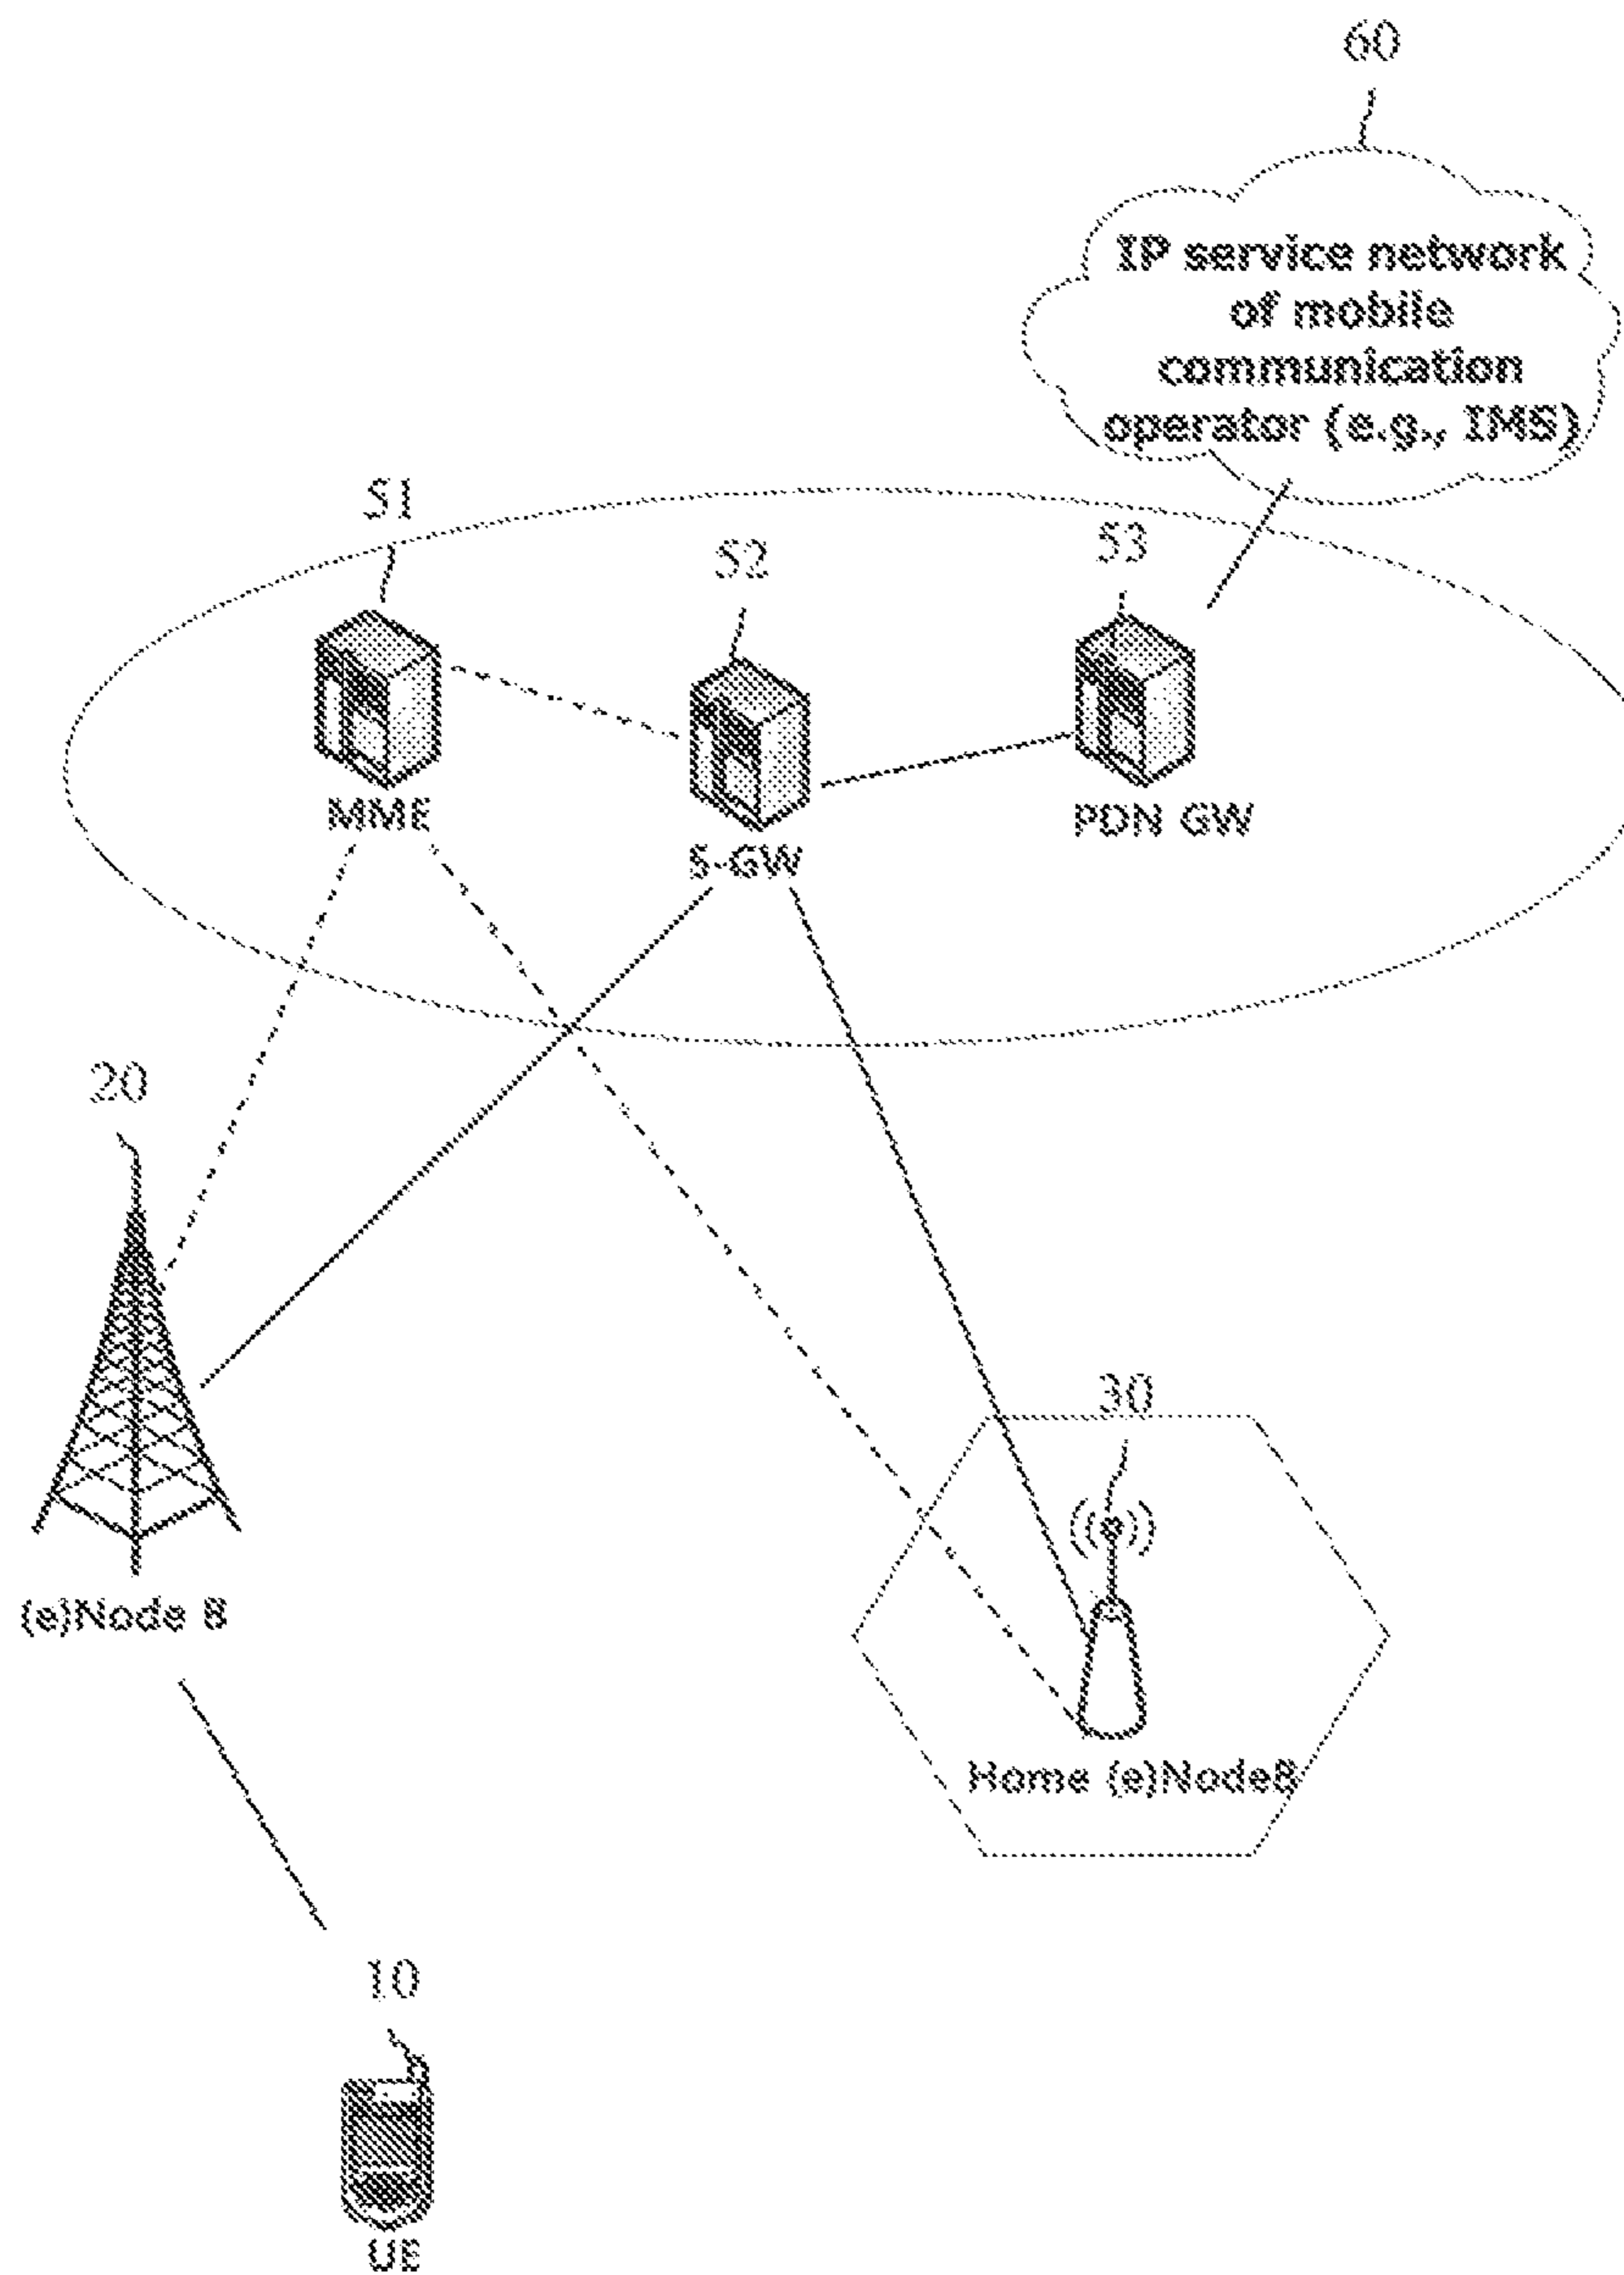 60
IP service network
of mobile
communication
operator (e.g., IMS)
51
52
53
MME
S-GW
PDN GW
20
30
(e)Node B
Home (e)NodeB
10
UE